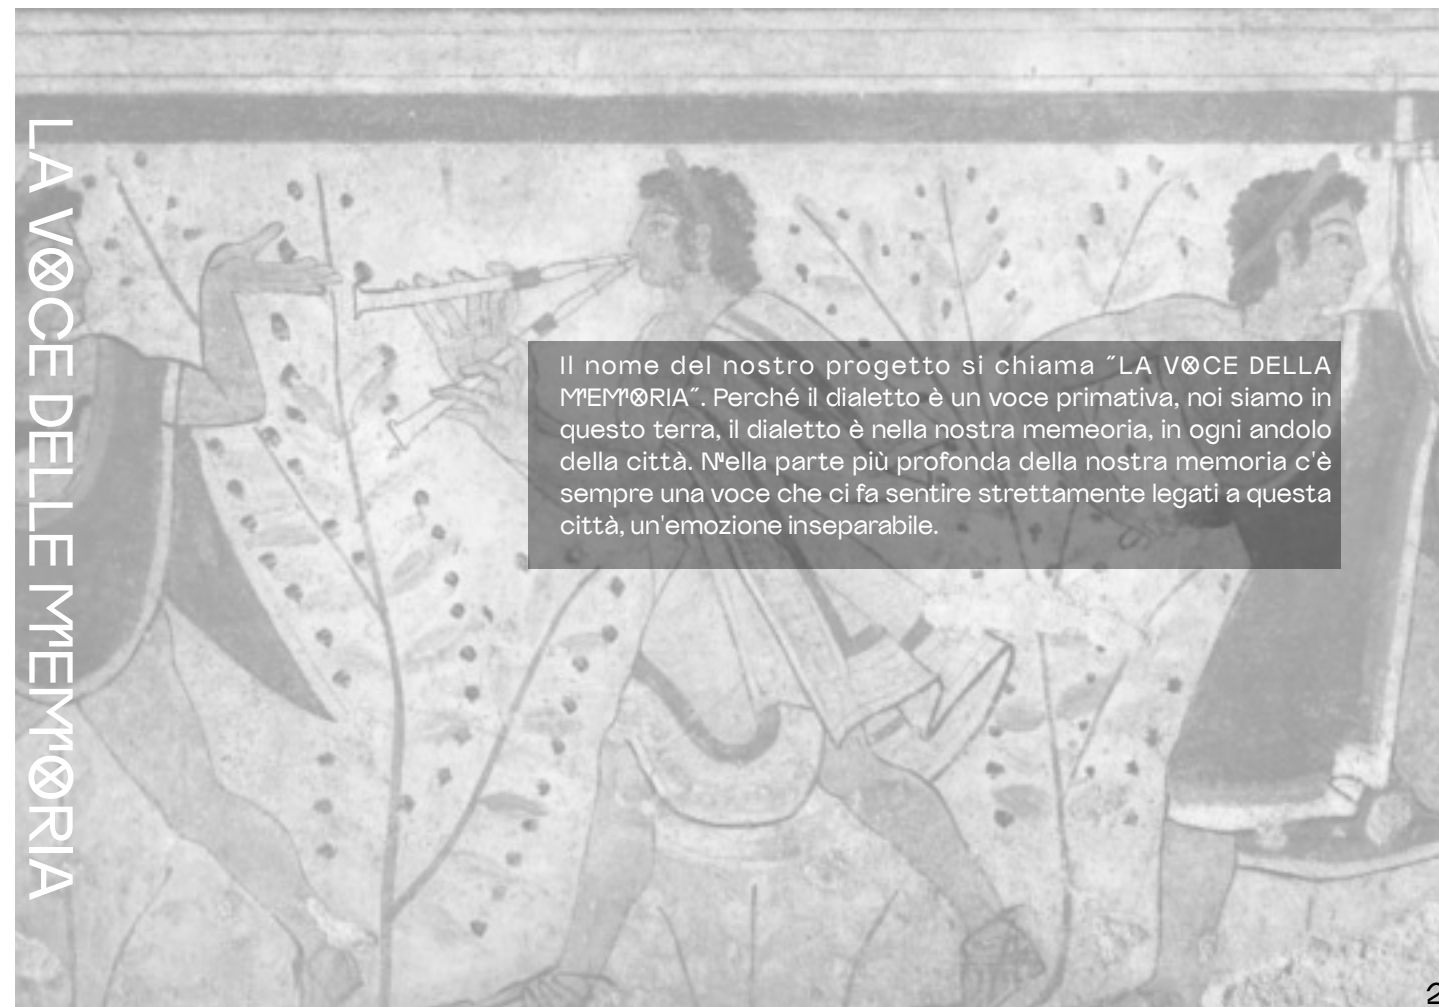 LA VOCE DELLE MEMORIA
Il nome del nostro progetto si chiama ˝LA VOCE DELLA
MEMORIA˝. Perché il dialetto è un voce primativa, noi siamo in
questo terra, il dialetto è nella nostra memeoria, in ogni andolo
della città. Nella parte più profonda della nostra memoria c'è
sempre una voce che ci fa sentire strettamente legati a questa
città, un'emozione inseparabile.
2